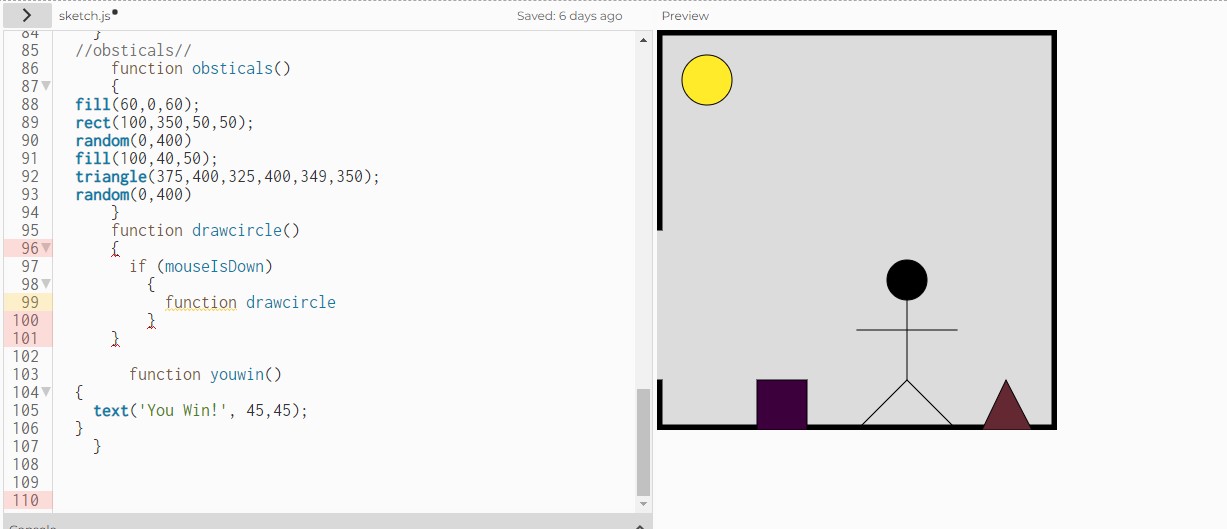 sketch.js●
Saved: 6 days ago
Preview
84 }
85 //obsticals//
86 function obsticals()
87 {
88 fill(60,0,60);
89 rect(100,350,50,50);
90 random(0,400)
91 fill(100,40,50);
92 triangle(375,400,325,400,349,350);
93 random(0,400)
94 }
95 function drawcircle()
96 {
97 if (mouseIsDown)
98 {
99 function drawcircle
100 }
101 }
102
103 function youwin()
104 {
105 text('You Win!', 45,45);
106 }
107 }
108
109
110
Console